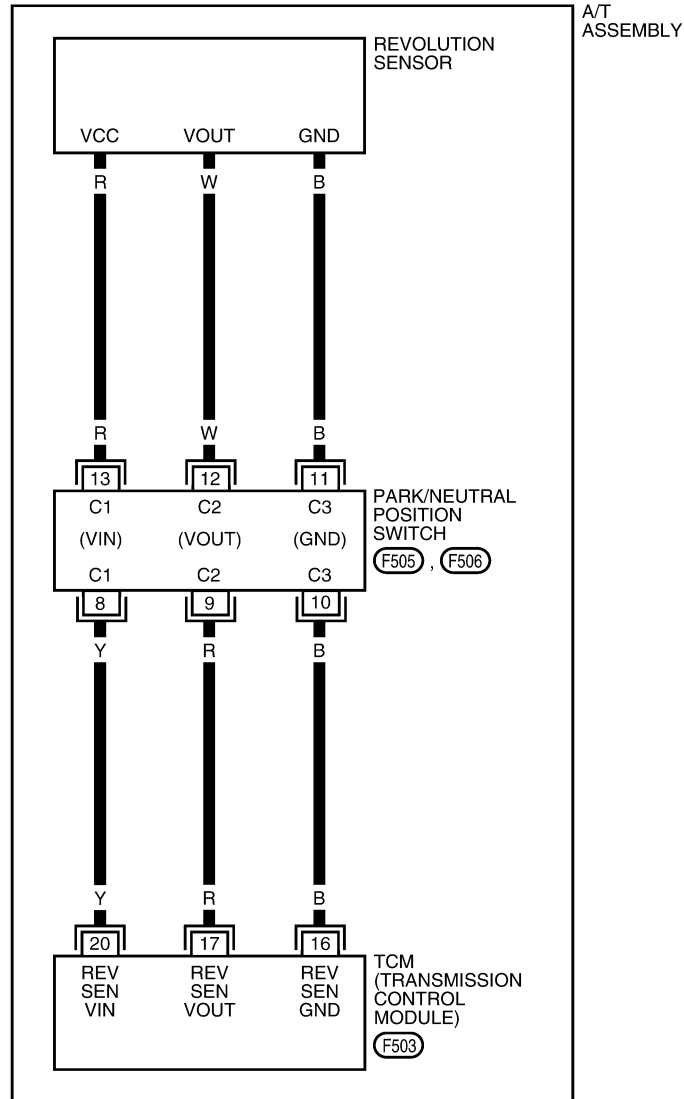 A/T
ASSEMBLY
REVOLUTION
SENSOR
VCC VOUT GND
R W B
R W B
13 12 11
C1 C2 C3
(VIN) (VOUT) (GND)
C1 C2 C3
PARK/NEUTRAL
POSITION
SWITCH
F505 , F506
8 9 10
Y R B
Y R B
20 17 16
REV REV REV
SEN SEN SEN
VIN VOUT GND
TCM
(TRANSMISSION
CONTROL
MODULE)
F503